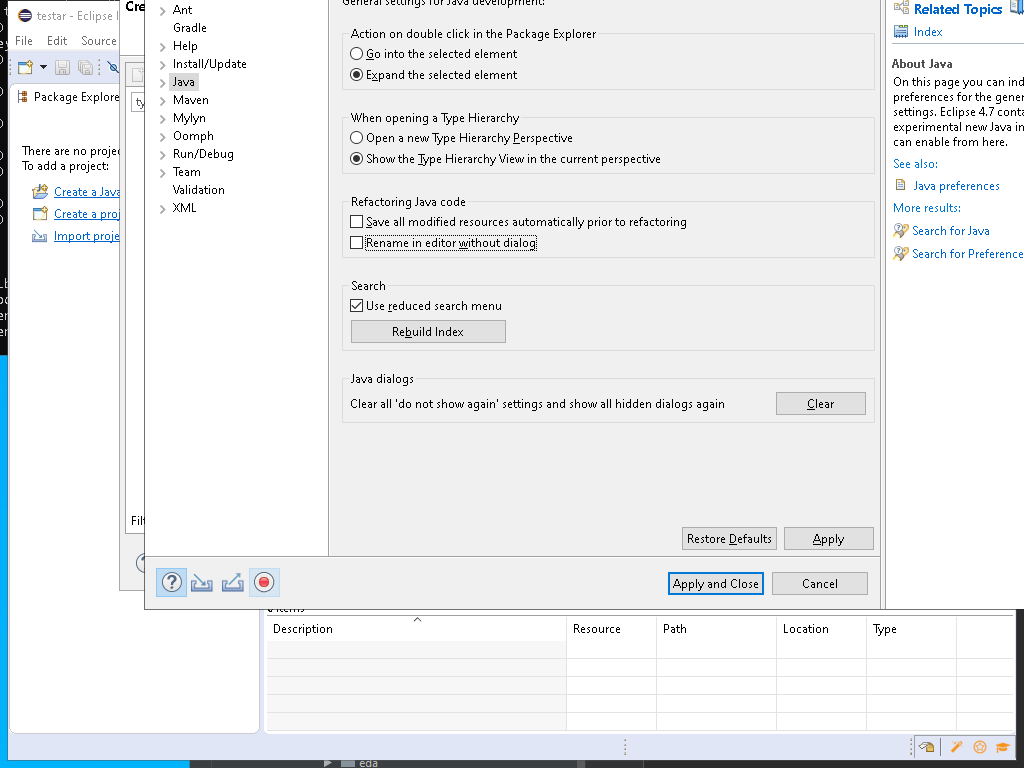 testar - Eclipse I
File Edit Source
Package Explore
There are no projec
To add a project:
Create a Java
Create a proj
Import proje
Cre
ty
Filt
Ant
Gradle
Help
Install/Update
Java
Maven
Mylyn
Oomph
Run/Debug
Team
Validation
XML
General settings for Java development:
Action on double click in the Package Explorer
Go into the selected element
Expand the selected element
When opening a Type Hierarchy
Open a new Type Hierarchy Perspective
Show the Type Hierarchy View in the current perspective
Refactoring Java code
Save all modified resources automatically prior to refactoring
Rename in editor without dialog
Search
Use reduced search menu
Rebuild Index
Java dialogs
Clear all 'do not show again' settings and show all hidden dialogs again
Clear
Restore Defaults
Apply
Apply and Close
Cancel
Related Topics
Index
About Java
On this page you can ind
preferences for the gener
settings. Eclipse 4.7 conta
experimental new Java in
can enable from here.
See also:
Java preferences
More results:
Search for Java
Search for Preference
items
Description Resource Path Location Type
eda